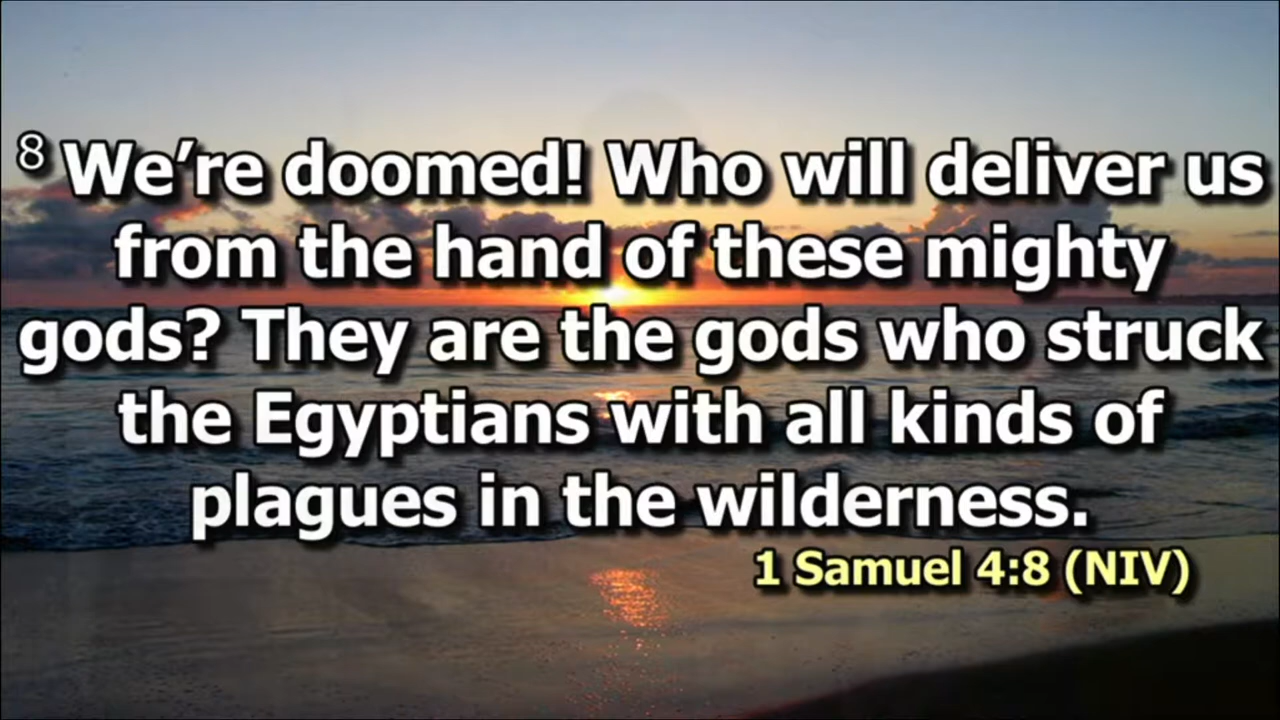 8 We’re doomed! Who will deliver us
from the hand of these mighty
gods? They are the gods who struck
the Egyptians with all kinds of
plagues in the wilderness.
1 Samuel 4:8 (NIV)